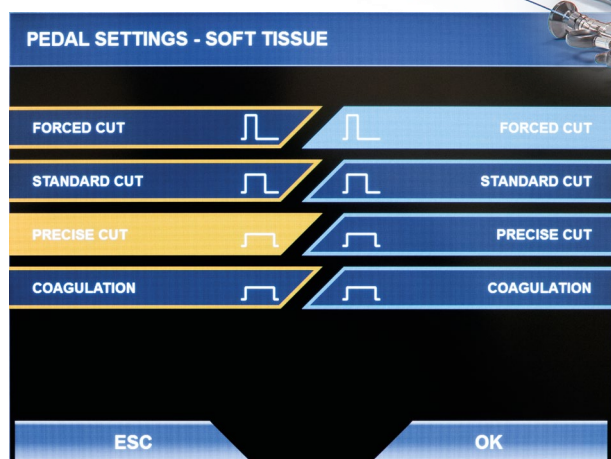 PEDAL SETTINGS - SOFT TISSUE
FORCED CUT FORCED CUT
STANDARD CUT STANDARD CUT
PRECISE CUT PRECISE CUT
COAGULATION COAGULATION
ESC OK